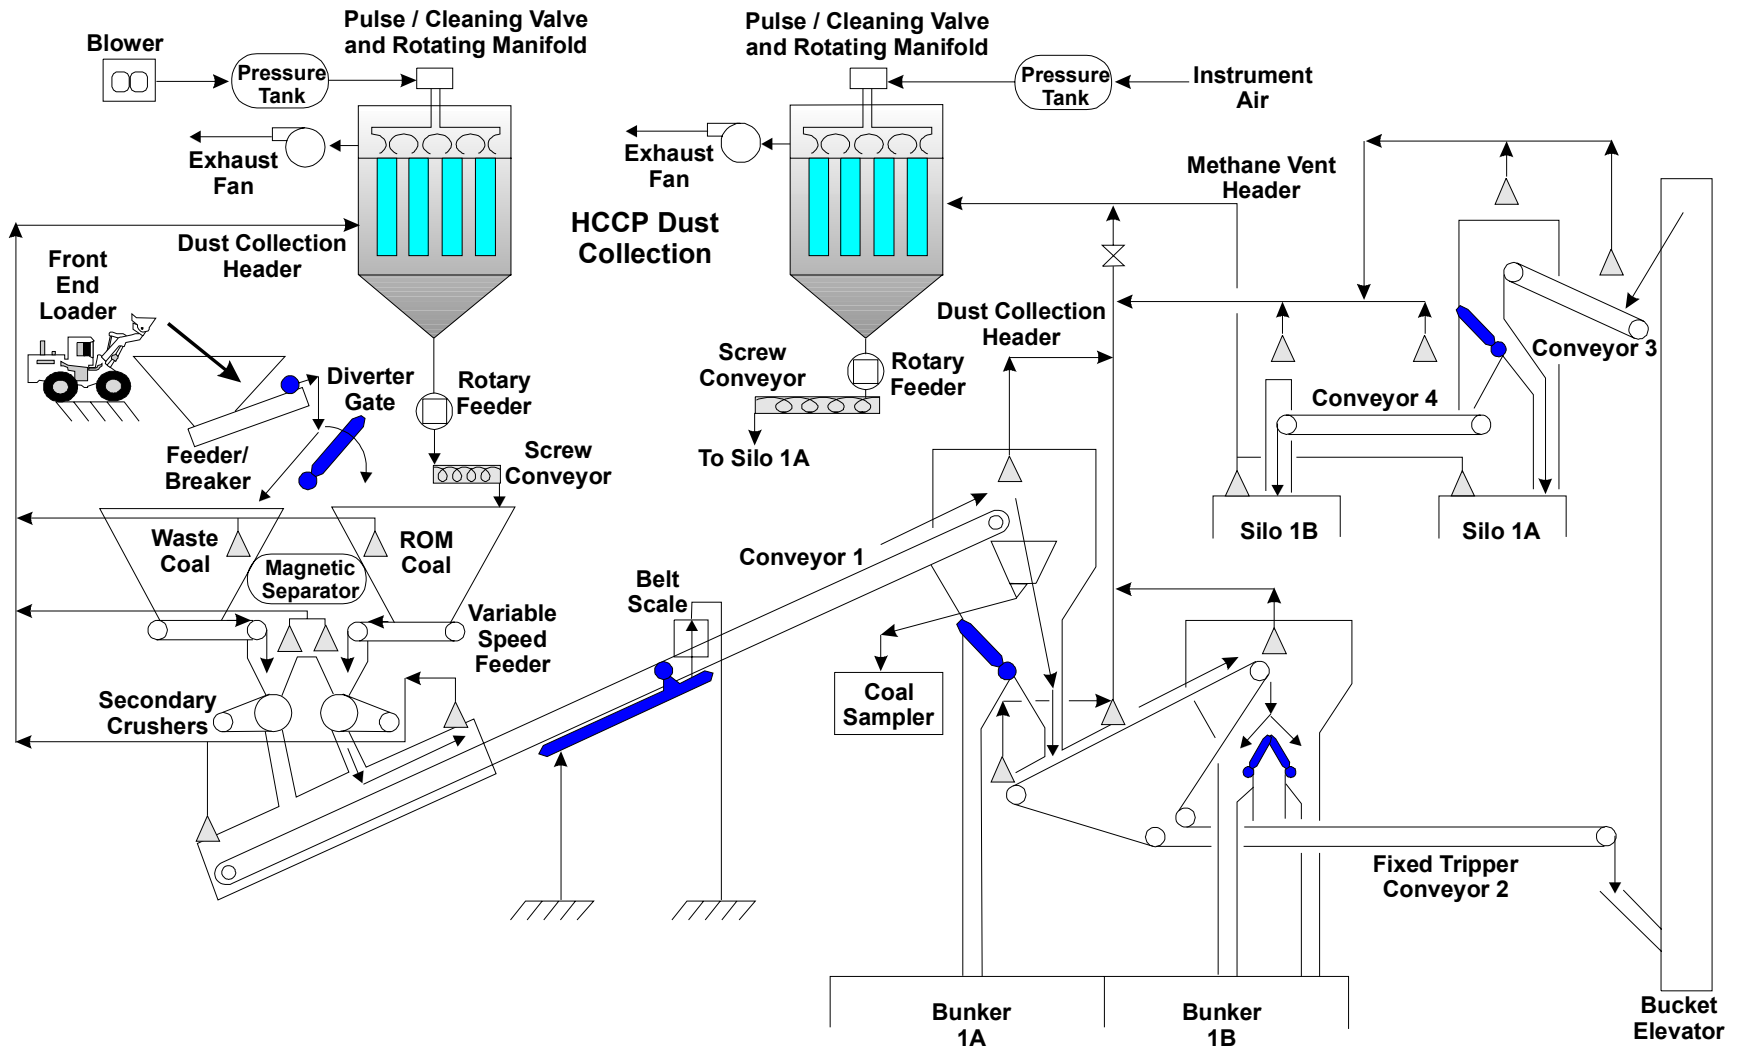 Pulse / Cleaning Valve
and Rotating Manifold
Blower
Pressure
Tank
Exhaust
Fan
Pulse / Cleaning Valve
and Rotating Manifold
Pressure
Tank
Instrument
Air
Exhaust
Fan
HCCP Dust
Collection
Methane Vent
Header
Dust Collection
Header
Front
End
Loader
Diverter
Gate
Rotary
Feeder
Feeder/
Breaker
Screw
Conveyor
Dust Collection
Header
Screw
Conveyor
Rotary
Feeder
To Silo 1A
Conveyor 3
Conveyor 4
Silo 1B
Silo 1A
Waste
Coal
ROM
Coal
Magnetic
Separator
Variable
Speed
Feeder
Secondary
Crushers
Belt
Scale
Conveyor 1
Coal
Sampler
Fixed Tripper
Conveyor 2
Bunker
1A
Bunker
1B
Bucket
Elevator